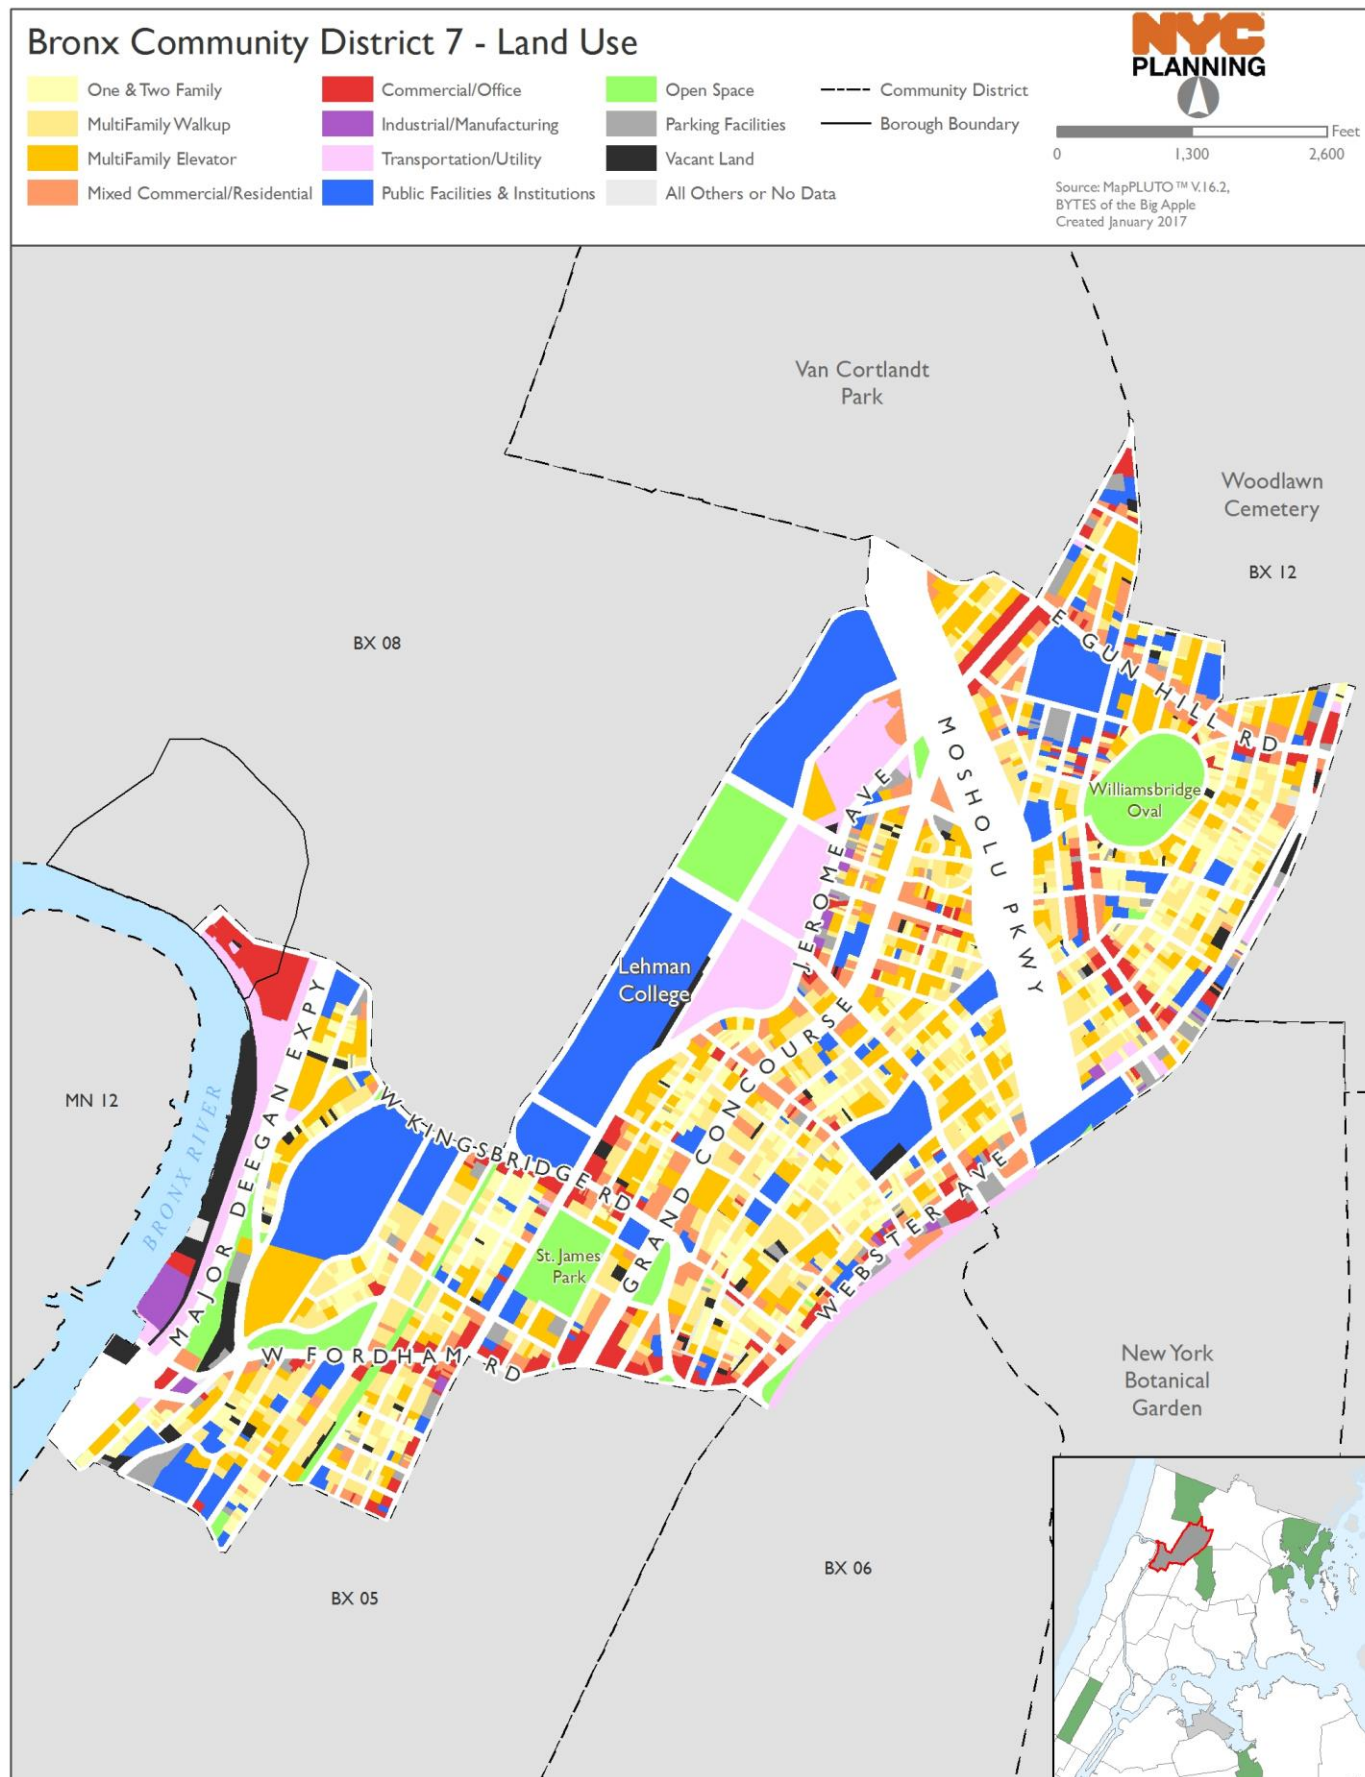 Bronx Community District 7 - Land Use
One & Two Family
MultiFamily Walkup
MultiFamily Elevator
Mixed Commercial/Residential
Commercial/Office
Industrial/Manufacturing
Transportation/Utility
Public Facilities & Institutions
Open Space
Parking Facilities
Vacant Land
All Others or No Data
Community District
Borough Boundary
NYC
PLANNING
Feet
0 1,300 2,600
Source: MapPLUTO™ V.16.2,
BYTES of the Big Apple
Created January 2017
Van Cortlandt
Park
Woodlawn
Cemetery
BX 12
BX 08
E GUN HILL RD
MOSHOLU PKWY
Williamsbridge
Oval
JEROME AVE
Lehman
College
GRAND CONCOURSE
MAJOR DEEGAN EXPY
MN 12
BRONX RIVER
W KINGSBRIDGE RD
WEBSTER AVE
St. James
Park
W FORDHAM RD
New York
Botanical
Garden
BX 06
BX 05